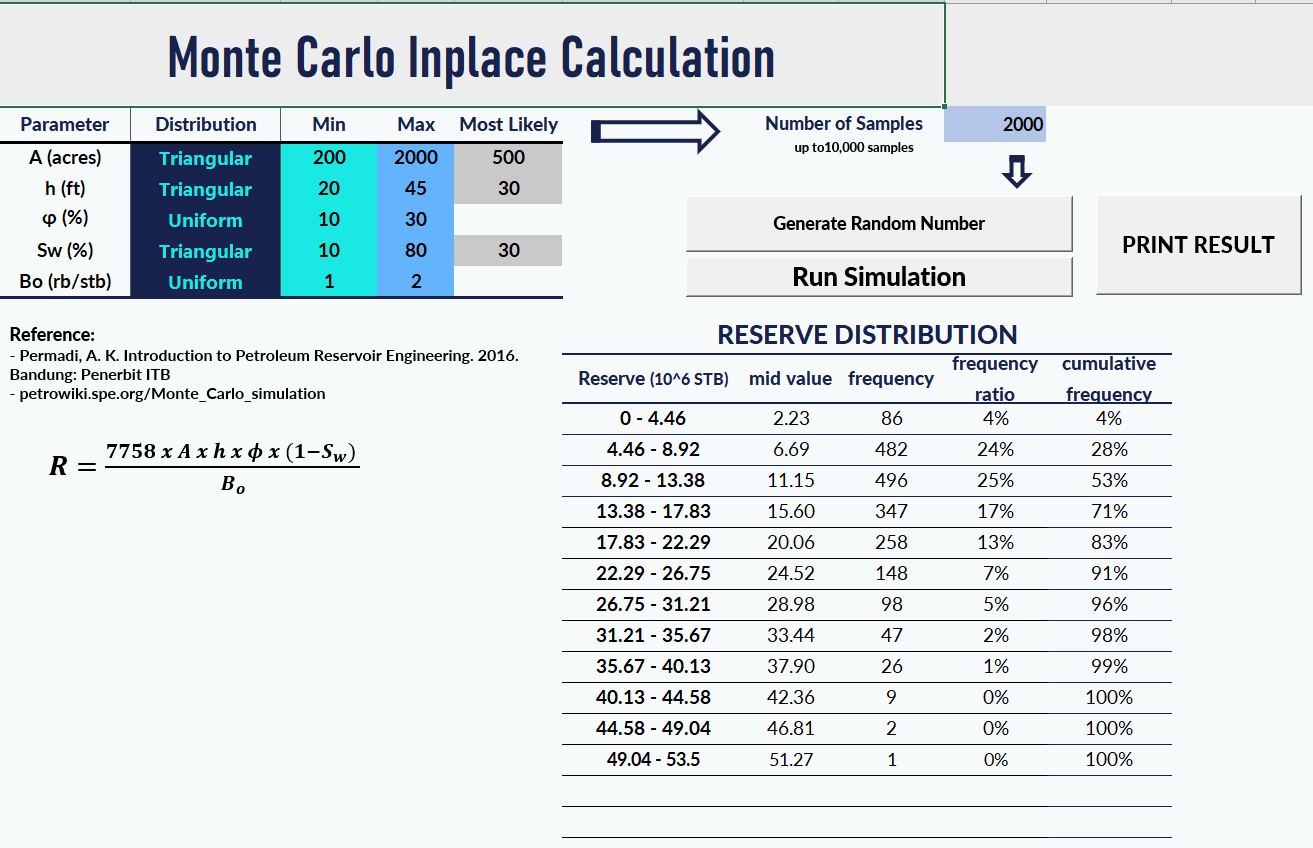 Monte Carlo Inplace Calculation
Parameter Distribution Min Max Most Likely
A (acres) Triangular 200 2000 500
h (ft) Triangular 20 45 30
φ (%) Uniform 10 30
Sw (%) Triangular 10 80 30
Bo (rb/stb) Uniform 1 2
Number of Samples 2000
up to10,000 samples
Generate Random Number
Run Simulation
PRINT RESULT
Reference:
- Permadi, A. K. Introduction to Petroleum Reservoir Engineering. 2016.
Bandung: Penerbit ITB
- petrowiki.spe.org/Monte_Carlo_simulation
R = 7758 x A x h x ϕ x (1−Sw)
Bo
RESERVE DISTRIBUTION
Reserve (10^6 STB) mid value frequency frequency ratio cumulative frequency
0 - 4.46 2.23 86 4% 4%
4.46 - 8.92 6.69 482 24% 28%
8.92 - 13.38 11.15 496 25% 53%
13.38 - 17.83 15.60 347 17% 71%
17.83 - 22.29 20.06 258 13% 83%
22.29 - 26.75 24.52 148 7% 91%
26.75 - 31.21 28.98 98 5% 96%
31.21 - 35.67 33.44 47 2% 98%
35.67 - 40.13 37.90 26 1% 99%
40.13 - 44.58 42.36 9 0% 100%
44.58 - 49.04 46.81 2 0% 100%
49.04 - 53.5 51.27 1 0% 100%